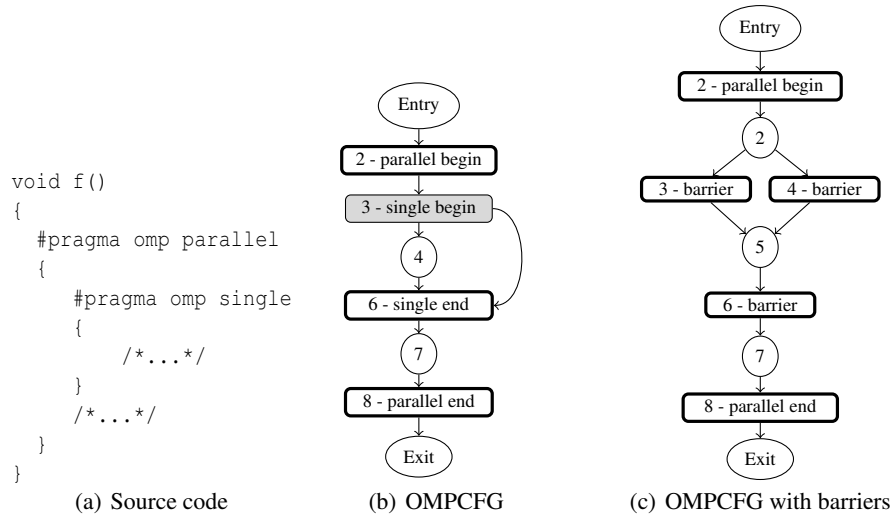 void f()
{
#pragma omp parallel
{
#pragma omp single
{
/*...*/
}
/*...*/
}
}
(a) Source code
Entry
2 - parallel begin
3 - single begin
4
6 - single end
7
8 - parallel end
Exit
(b) OMPCFG
Entry
2 - parallel begin
2
3 - barrier
4 - barrier
5
6 - barrier
7
8 - parallel end
Exit
(c) OMPCFG with barriers